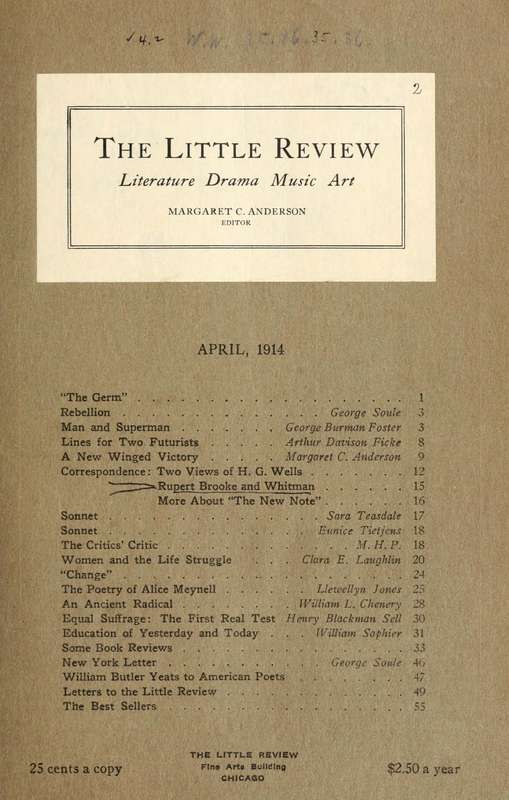 2
THE LITTLE REVIEW
Literature Drama Music Art
MARGARET C. ANDERSON
EDITOR
APRIL, 1914
"The Germ" . . . . . . . . . . . . . . . . . . 1
Rebellion . . . . . . . . . . . . . . George Soule 3
Man and Superman . . . . . . . George Burman Foster 3
Lines for Two Futurists . . . . . Arthur Davison Ficke 8
A New Winged Victory . . . . . Margaret C. Anderson 9
Correspondence: Two Views of H. G. Wells . . . . . . . 12
Rupert Brooke and Whitman . . . . . . 15
More About "The New Note" . . . . . . 16
Sonnet . . . . . . . . . . . . . . . Sara Teasdale 17
Sonnet . . . . . . . . . . . . . . . Eunice Tietjens 18
The Critics' Critic . . . . . . . . . . . . . M. H. P. 18
Women and the Life Struggle . . . Clara E. Laughlin 20
"Change" . . . . . . . . . . . . . . . . . . . 24
The Poetry of Alice Meynell . . . . . Llewellyn Jones 25
An Ancient Radical . . . . . . . . William L. Chenery 28
Equal Suffrage: The First Real Test Henry Blackman Sell 30
Education of Yesterday and Today . . . William Saphier 31
Some Book Reviews . . . . . . . . . . . . . . . 33
New York Letter . . . . . . . . . . . George Soule 46
William Butler Yeats to American Poets . . . . . . . . 47
Letters to the Little Review . . . . . . . . . . . . 49
The Best Sellers . . . . . . . . . . . . . . . . . 55
THE LITTLE REVIEW
25 cents a copy Fine Arts Building $2.50 a year
CHICAGO